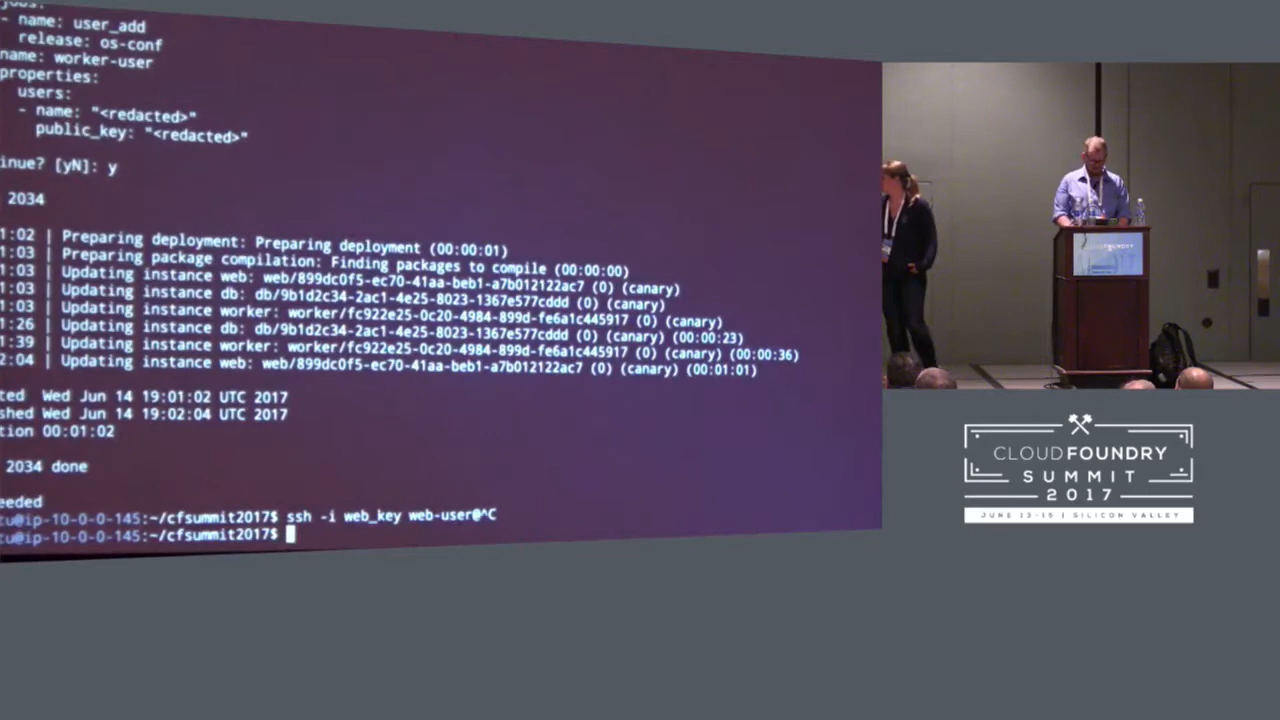 jobs:
- name: user_add
release: os-conf
name: worker-user
properties:
users:
- name: "<redacted>"
public_key: "<redacted>"
inue? [yN]: y
2034
1:02 | Preparing deployment: Preparing deployment (00:00:01)
1:03 | Preparing package compilation: Finding packages to compile (00:00:00)
1:03 | Updating instance web: web/899dc0f5-ec70-41aa-beb1-a7b012122ac7 (0) (canary)
1:03 | Updating instance db: db/9b1d2c34-2ac1-4e25-8023-1367e577cddd (0) (canary)
1:03 | Updating instance worker: worker/fc922e25-0c20-4984-899d-fe6a1c445917 (0) (canary)
1:26 | Updating instance db: db/9b1d2c34-2ac1-4e25-8023-1367e577cddd (0) (canary) (00:00:23)
1:39 | Updating instance worker: worker/fc922e25-0c20-4984-899d-fe6a1c445917 (0) (canary) (00:00:36)
2:04 | Updating instance web: web/899dc0f5-ec70-41aa-beb1-a7b012122ac7 (0) (canary) (00:01:01)
ted Wed Jun 14 19:01:02 UTC 2017
shed Wed Jun 14 19:02:04 UTC 2017
tion 00:01:02
2034 done
eeded
tu@ip-10-0-0-145:~/cfsummit2017$ ssh -i web_key web-user@^C
tu@ip-10-0-0-145:~/cfsummit2017$
CLOUD FOUNDRY
SUMMIT
2017
JUNE 13-15 | SILICON VALLEY